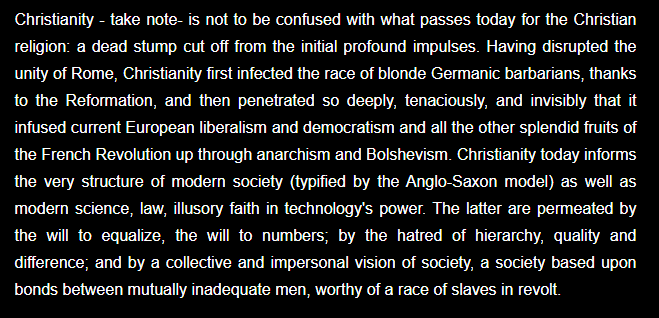 Christianity - take note- is not to be confused with what passes today for the Christian
religion: a dead stump cut off from the initial profound impulses. Having disrupted the
unity of Rome, Christianity first infected the race of blonde Germanic barbarians, thanks
to the Reformation, and then penetrated so deeply, tenaciously, and invisibly that it
infused current European liberalism and democratism and all the other splendid fruits of
the French Revolution up through anarchism and Bolshevism. Christianity today informs
the very structure of modern society (typified by the Anglo-Saxon model) as well as
modern science, law, illusory faith in technology's power. The latter are permeated by
the will to equalize, the will to numbers; by the hatred of hierarchy, quality and
difference; and by a collective and impersonal vision of society, a society based upon
bonds between mutually inadequate men, worthy of a race of slaves in revolt.